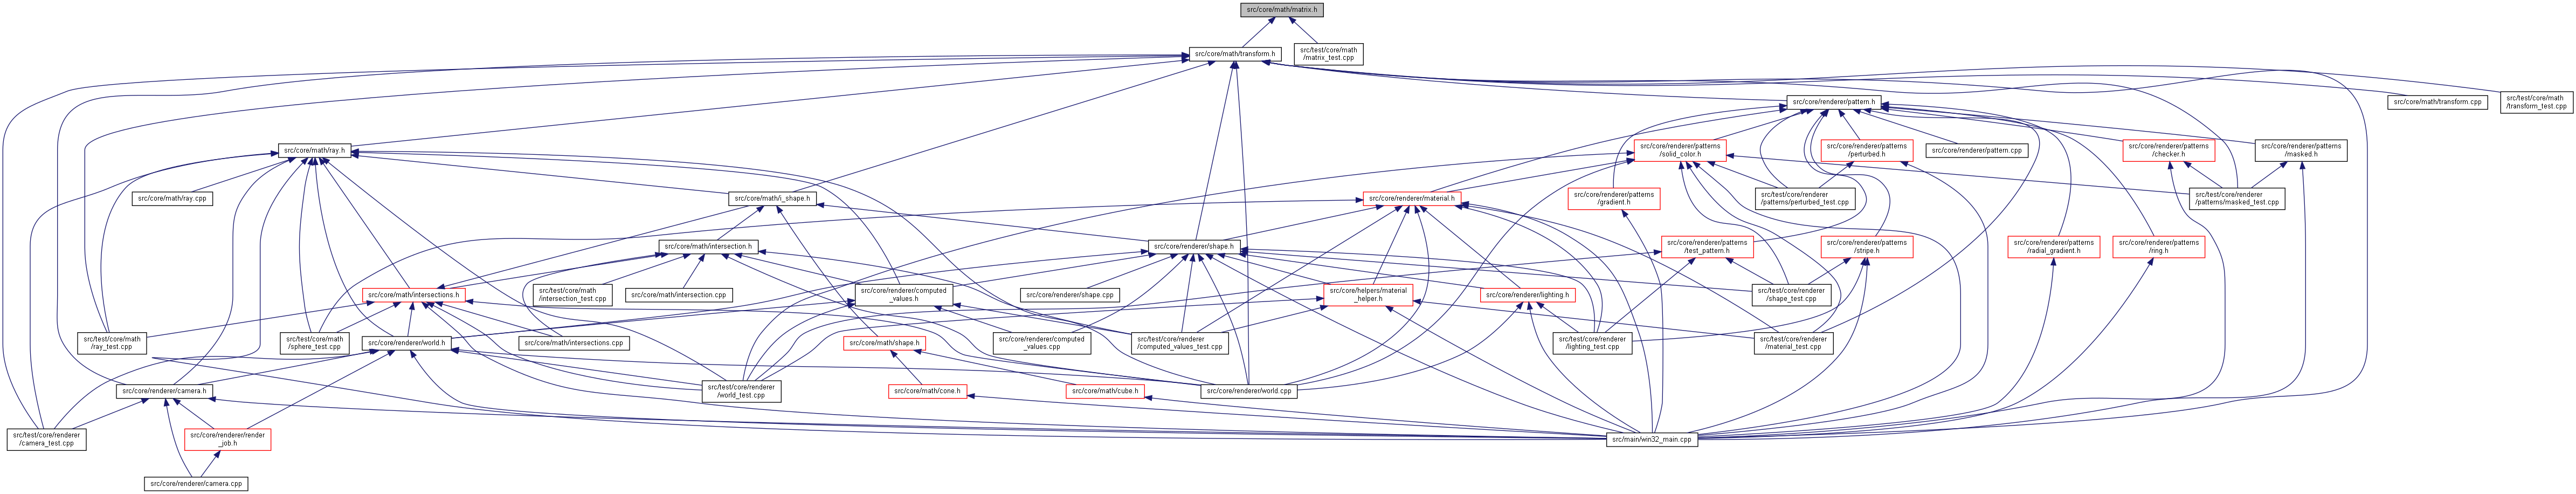 src/core/math/matrix.h
src/core/math/transform.h
src/test/core/math
/matrix_test.cpp
src/core/renderer/pattern.h
src/core/math/transform.cpp
src/test/core/math
/transform_test.cpp
src/core/math/ray.h
src/core/renderer/patterns
/solid_color.h
src/core/renderer/patterns
/perturbed.h
src/core/renderer/pattern.cpp
src/core/renderer/patterns
/checker.h
src/core/renderer/patterns
/masked.h
src/core/math/ray.cpp
src/core/math/i_shape.h
src/core/renderer/material.h
src/core/renderer/patterns
/gradient.h
src/test/core/renderer
/patterns/perturbed_test.cpp
src/test/core/renderer
/patterns/masked_test.cpp
src/core/math/intersection.h
src/core/renderer/shape.h
src/core/renderer/patterns
/test_pattern.h
src/core/renderer/patterns
/stripe.h
src/core/renderer/patterns
/radial_gradient.h
src/core/renderer/patterns
/ring.h
src/core/math/intersections.h
src/test/core/math
/intersection_test.cpp
src/core/math/intersection.cpp
src/core/renderer/computed
_values.h
src/core/renderer/shape.cpp
src/core/helpers/material
_helper.h
src/core/renderer/lighting.h
src/test/core/renderer
/shape_test.cpp
src/test/core/math
/ray_test.cpp
src/test/core/math
/sphere_test.cpp
src/core/renderer/world.h
src/core/math/intersections.cpp
src/core/math/shape.h
src/core/renderer/computed
_values.cpp
src/test/core/renderer
/computed_values_test.cpp
src/test/core/renderer
/lighting_test.cpp
src/test/core/renderer
/material_test.cpp
src/core/renderer/camera.h
src/test/core/renderer
/world_test.cpp
src/core/math/cone.h
src/core/math/cube.h
src/core/renderer/world.cpp
src/test/core/renderer
/camera_test.cpp
src/core/renderer/render
_job.h
src/main/win32_main.cpp
src/core/renderer/camera.cpp